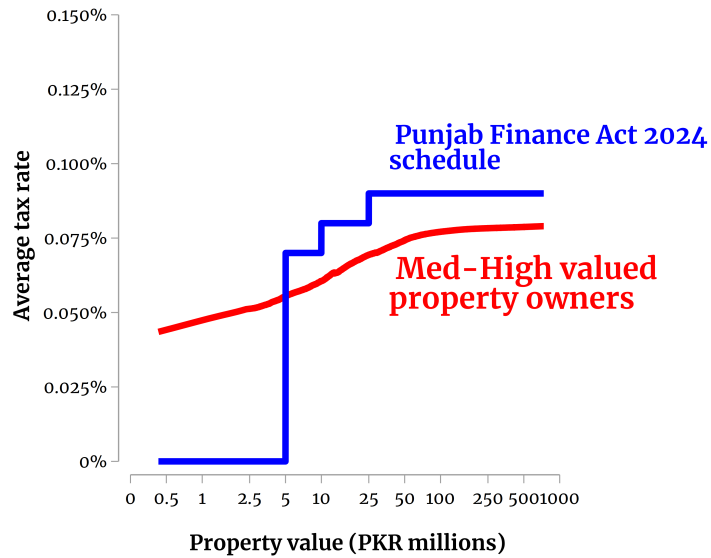 0.150%
0.125%
0.100%
0.075%
0.050%
0.025%
0%
Average tax rate
Punjab Finance Act 2024
schedule
Med-High valued
property owners
0 0.5 1 2.5 5 10 25 50 100 250 500 1000
Property value (PKR millions)